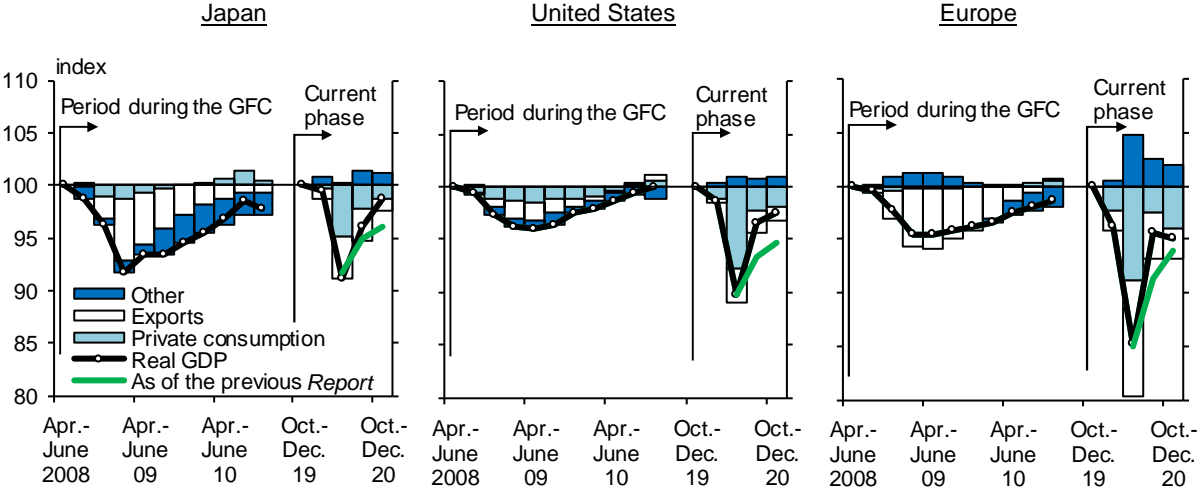 Japan
United States
Europe
index
110
105
100
95
90
85
80
Period during the GFC
Current
phase
Other
Exports
Private consumption
Real GDP
As of the previous Report
Apr.-
June
2008
Apr.-
June
09
Apr.-
June
10
Oct.-
Dec.
19
Oct.-
Dec.
20
Period during the GFC
Current
phase
Apr.-
June
2008
Apr.-
June
09
Apr.-
June
10
Oct.-
Dec.
19
Oct.-
Dec.
20
Period during the GFC
Current
phase
Apr.-
June
2008
Apr.-
June
09
Apr.-
June
10
Oct.-
Dec.
19
Oct.-
Dec.
20